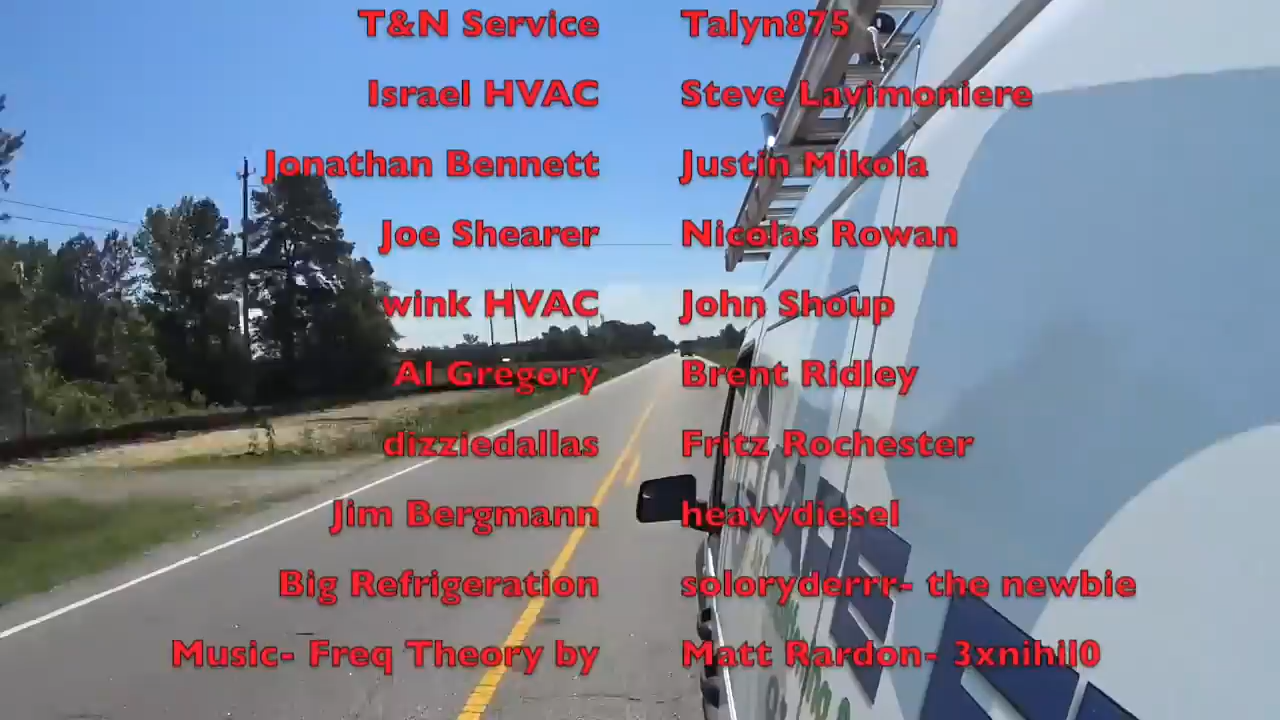 T&N Service Talyn875
Israel HVAC Steve Lavimoniere
Jonathan Bennett Justin Mikola
Joe Shearer Nicolas Rowan
wink HVAC John Shoup
Al Gregory Brent Ridley
dizziedallas Fritz Rochester
Jim Bergmann heavydiesel
Big Refrigeration soloryderrr- the newbie
Music- Freq Theory by Matt Rardon- 3xnihil0